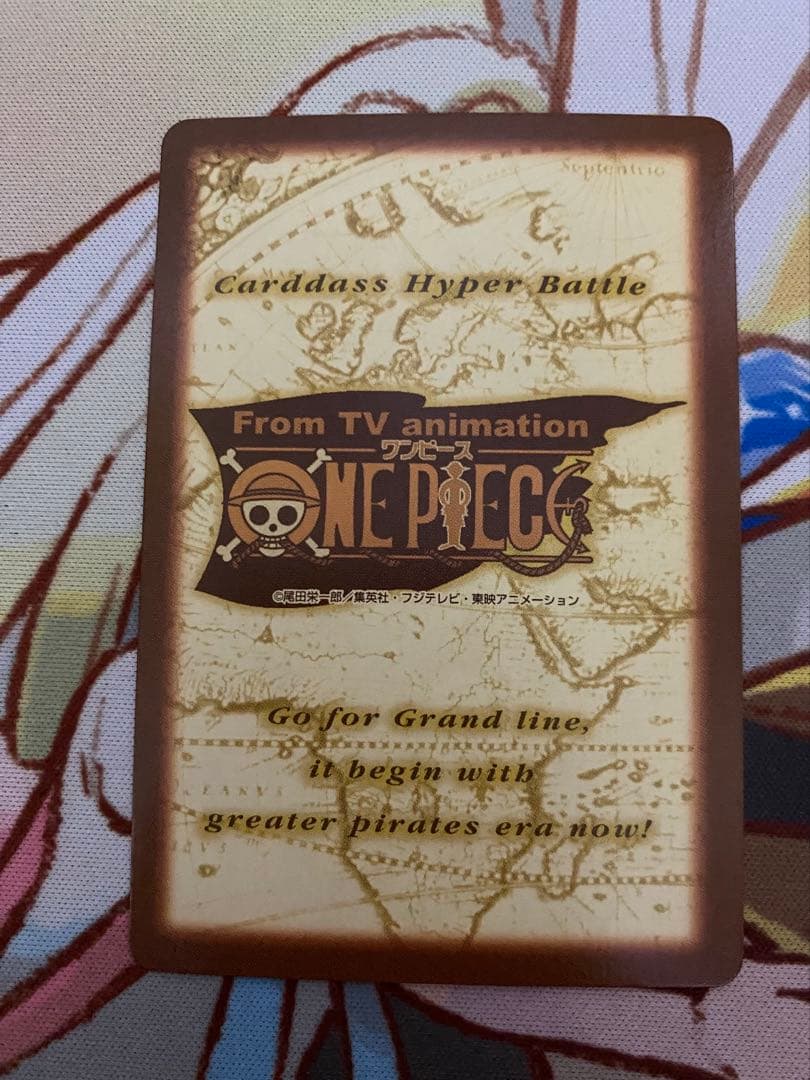 Septentrio
Carddass Hyper Battle
From TV animation
ワンピース
ONE PIECE
©尾田栄一郎／集英社・フジテレビ・東映アニメーション
Go for Grand line,
it begin with
greater pirates era now!